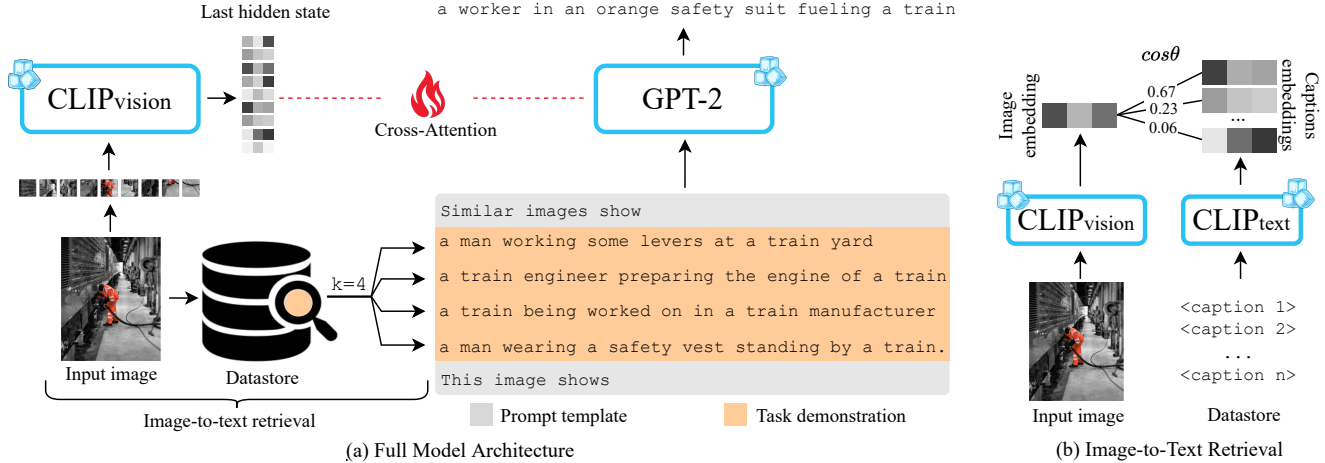 Last hidden state
a worker in an orange safety suit fueling a train
CLIPvision
GPT-2
Cross-Attention
Similar images show
a man working some levers at a train yard
a train engineer preparing the engine of a train
a train being worked on in a train manufacturer
a man wearing a safety vest standing by a train.
This image shows
k=4
Input image
Datastore
Image-to-text retrieval
Prompt template
Task demonstration
(a) Full Model Architecture
cosθ
Image
embedding
0.67
0.23
0.06
...
Captions
embeddings
CLIPvision
CLIPtext
<caption 1>
<caption 2>
...
<caption n>
Input image
Datastore
(b) Image-to-Text Retrieval